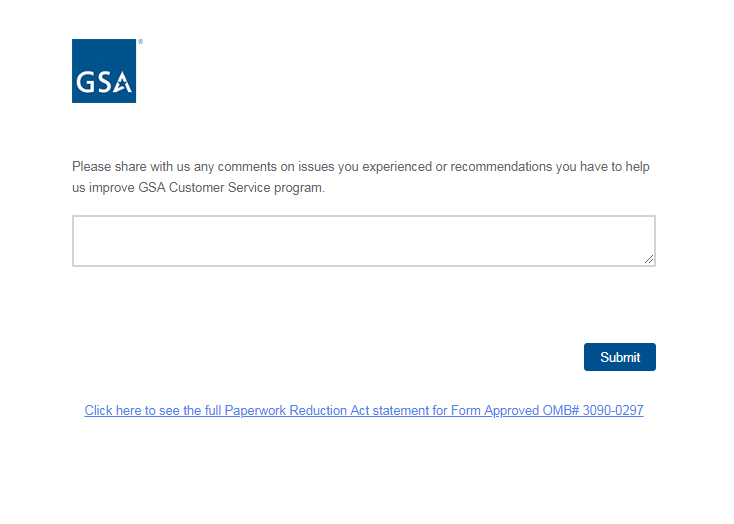 GSA®
Please share with us any comments on issues you experienced or recommendations you have to help
us improve GSA Customer Service program.
Submit
Click here to see the full Paperwork Reduction Act statement for Form Approved OMB# 3090-0297